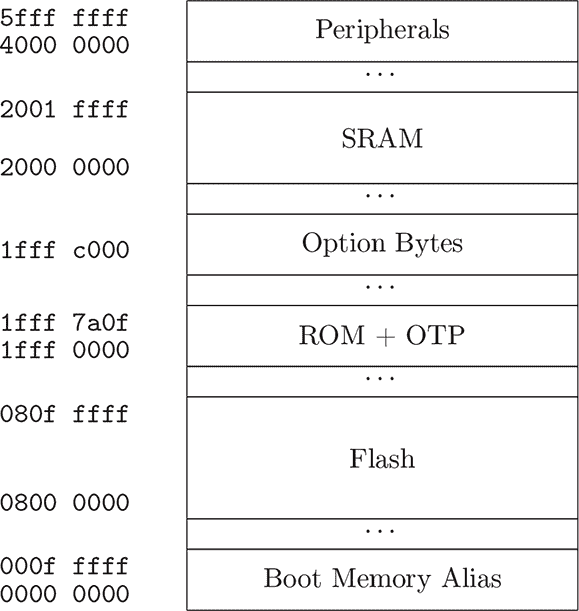 5fff ffff
4000 0000
Peripherals
...
2001 ffff
SRAM
2000 0000
...
Option Bytes
1fff c000
...
1fff 7a0f
ROM + OTP
1fff 0000
...
080f ffff
Flash
0800 0000
...
000f ffff
Boot Memory Alias
0000 0000